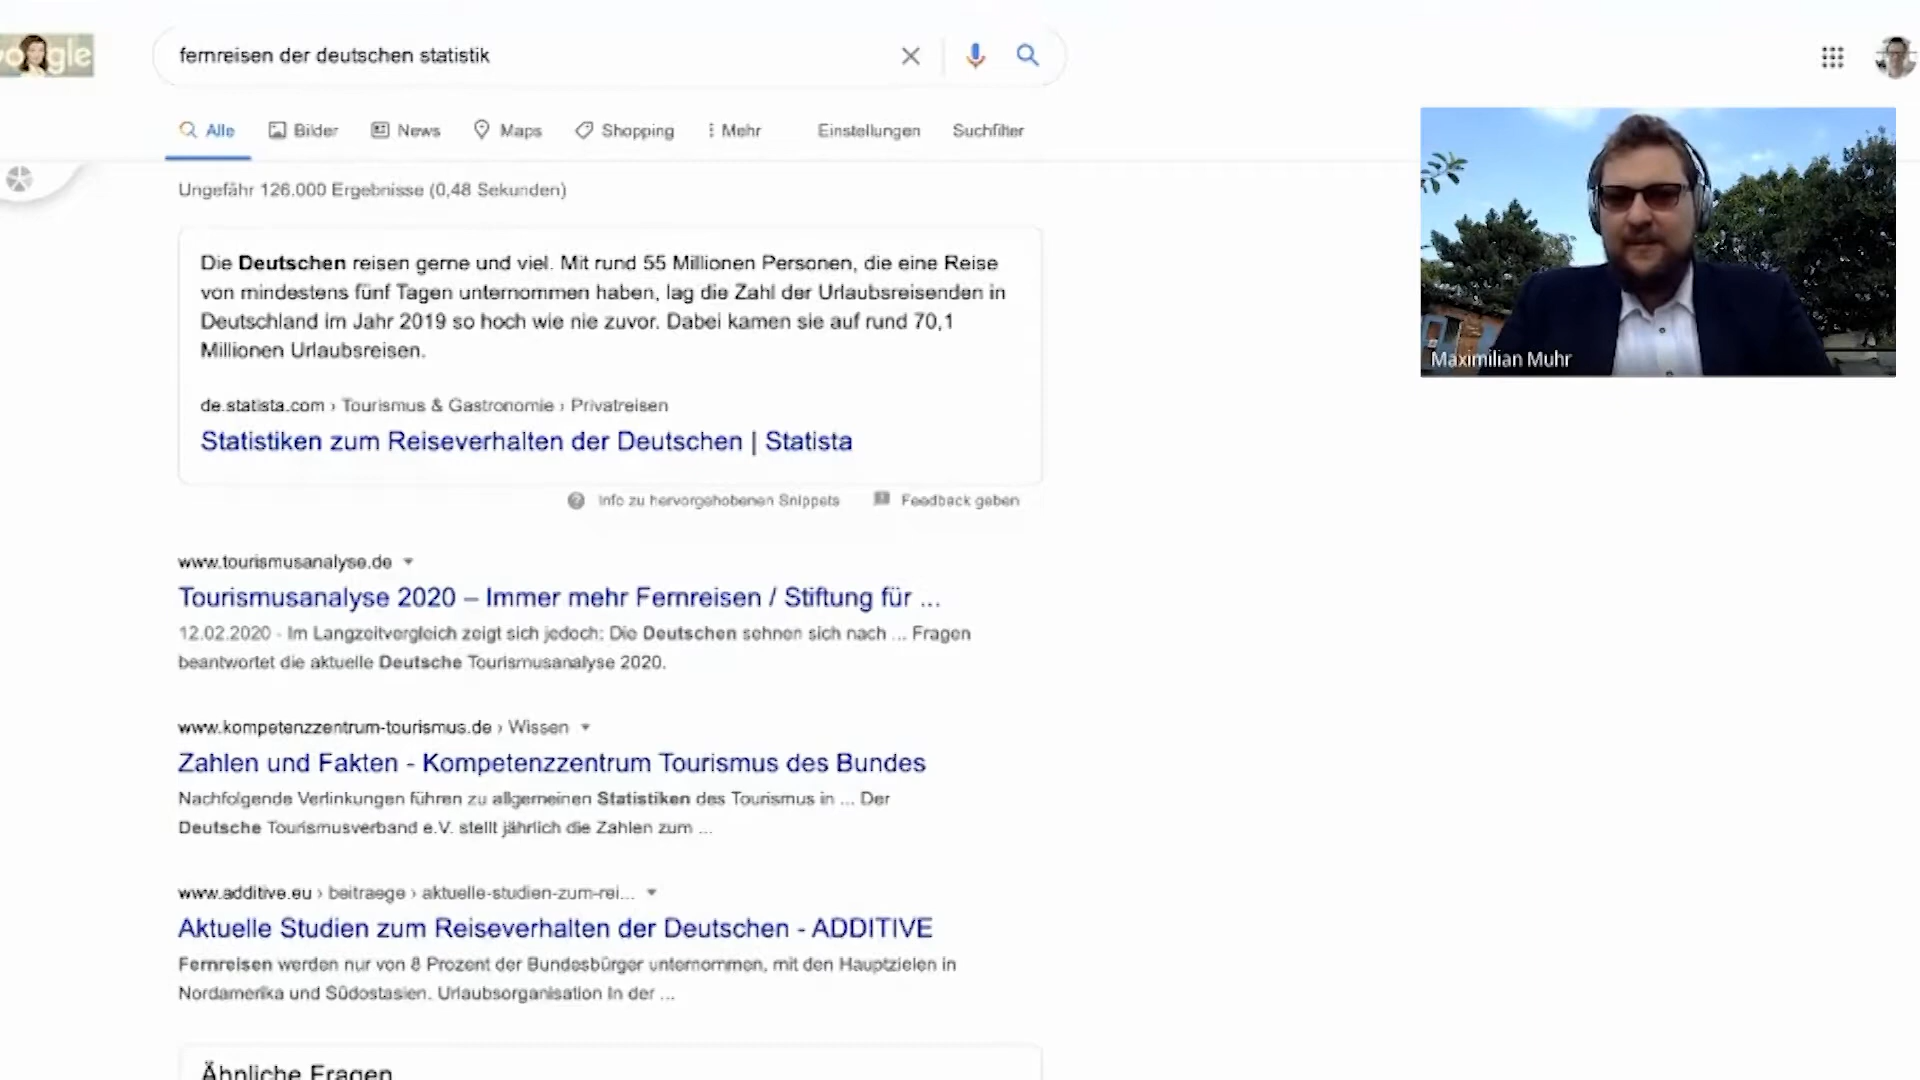 fernreisen der deutschen statistik
Alle
Bilder
News
Maps
Shopping
Mehr
Einstellungen
Suchfilter
Ungefähr 126.000 Ergebnisse (0,48 Sekunden)
Die Deutschen reisen gerne und viel. Mit rund 55 Millionen Personen, die eine Reise
von mindestens fünf Tagen unternommen haben, lag die Zahl der Urlaubsreisenden in
Deutschland im Jahr 2019 so hoch wie nie zuvor. Dabei kamen sie auf rund 70,1
Millionen Urlaubsreisen.
de.statista.com › Tourismus & Gastronomie › Privatreisen
Statistiken zum Reiseverhalten der Deutschen | Statista
Info zu hervorgehobenen Snippets
Feedback geben
www.tourismusanalyse.de
Tourismusanalyse 2020 – Immer mehr Fernreisen / Stiftung für ...
12.02.2020 - Im Langzeitvergleich zeigt sich jedoch: Die Deutschen sehnen sich nach ... Fragen
beantwortet die aktuelle Deutsche Tourismusanalyse 2020.
www.kompetenzzentrum-tourismus.de › Wissen
Zahlen und Fakten - Kompetenzzentrum Tourismus des Bundes
Nachfolgende Verlinkungen führen zu allgemeinen Statistiken des Tourismus in ... Der
Deutsche Tourismusverband e.V. stellt jährlich die Zahlen zum ...
www.additive.eu › beitraege › aktuelle-studien-zum-rei...
Aktuelle Studien zum Reiseverhalten der Deutschen - ADDITIVE
Fernreisen werden nur von 8 Prozent der Bundesbürger unternommen, mit den Hauptzielen in
Nordamerika und Südostasien. Urlaubsorganisation In der ...
Ähnliche Fragen
Maximilian Muhr